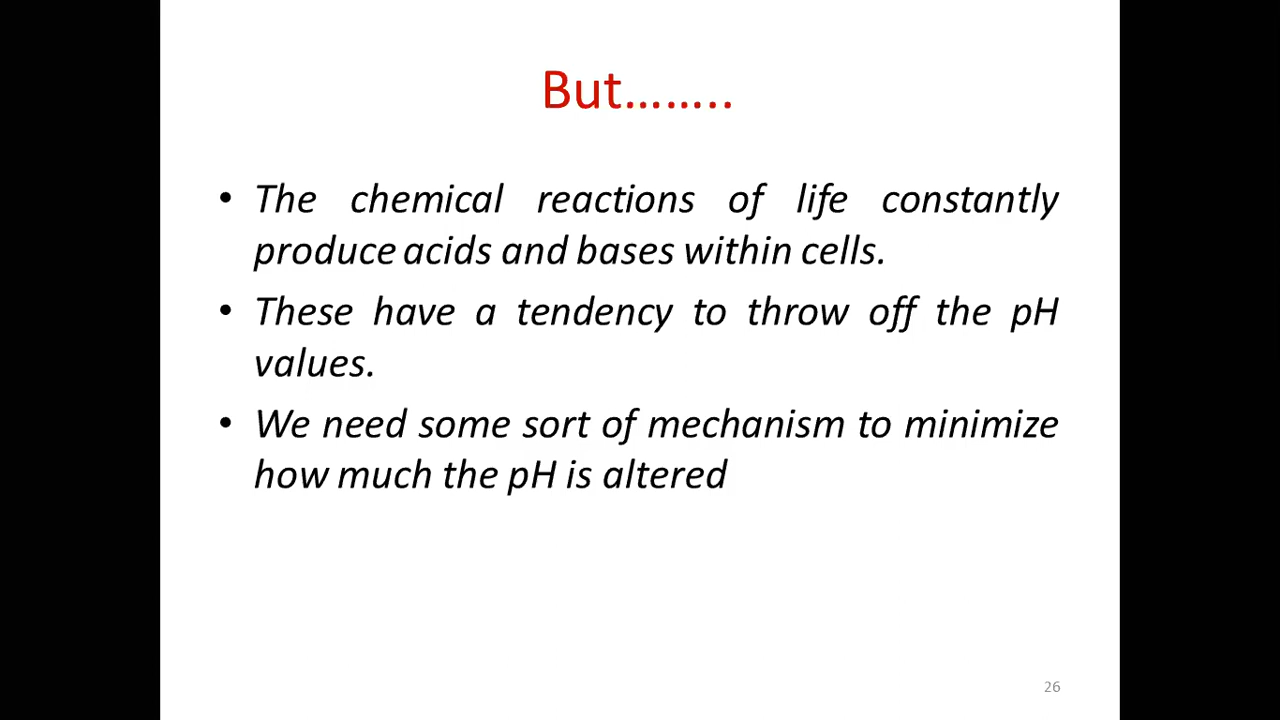 But……..
• The chemical reactions of life constantly
produce acids and bases within cells.
• These have a tendency to throw off the pH
values.
• We need some sort of mechanism to minimize
how much the pH is altered
26